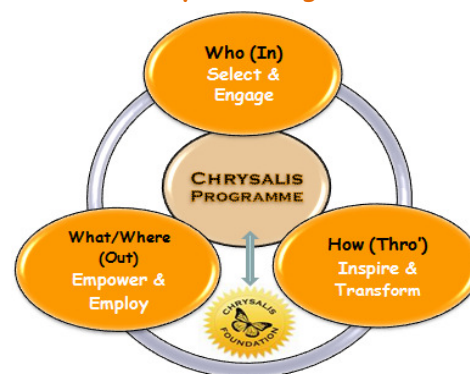 Who (In)
Select &
Engage
CHRYSALIS
PROGRAMME
What/Where
(Out)
Empower &
Employ
How (Thro')
Inspire &
Transform
CHRYSALIS
FOUNDATION